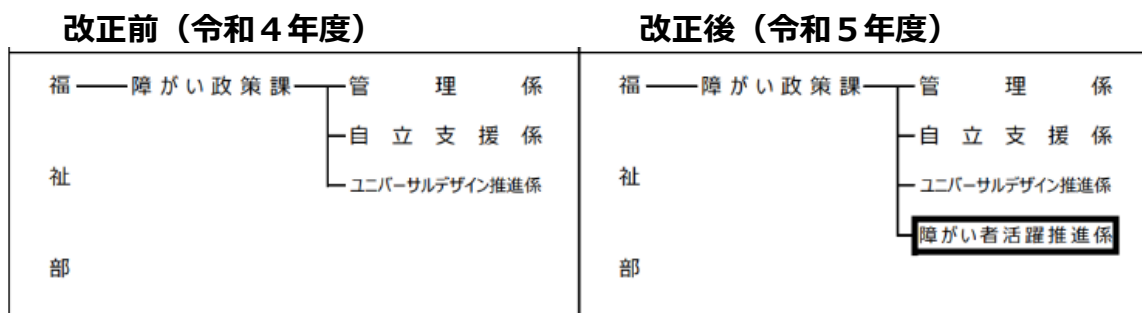 改正前（令和４年度）
福 障がい政策課 管理係
自立支援係
祉 ユニバーサルデザイン推進係
部
改正後（令和５年度）
福 障がい政策課 管理係
自立支援係
祉 ユニバーサルデザイン推進係
障がい者活躍推進係
部